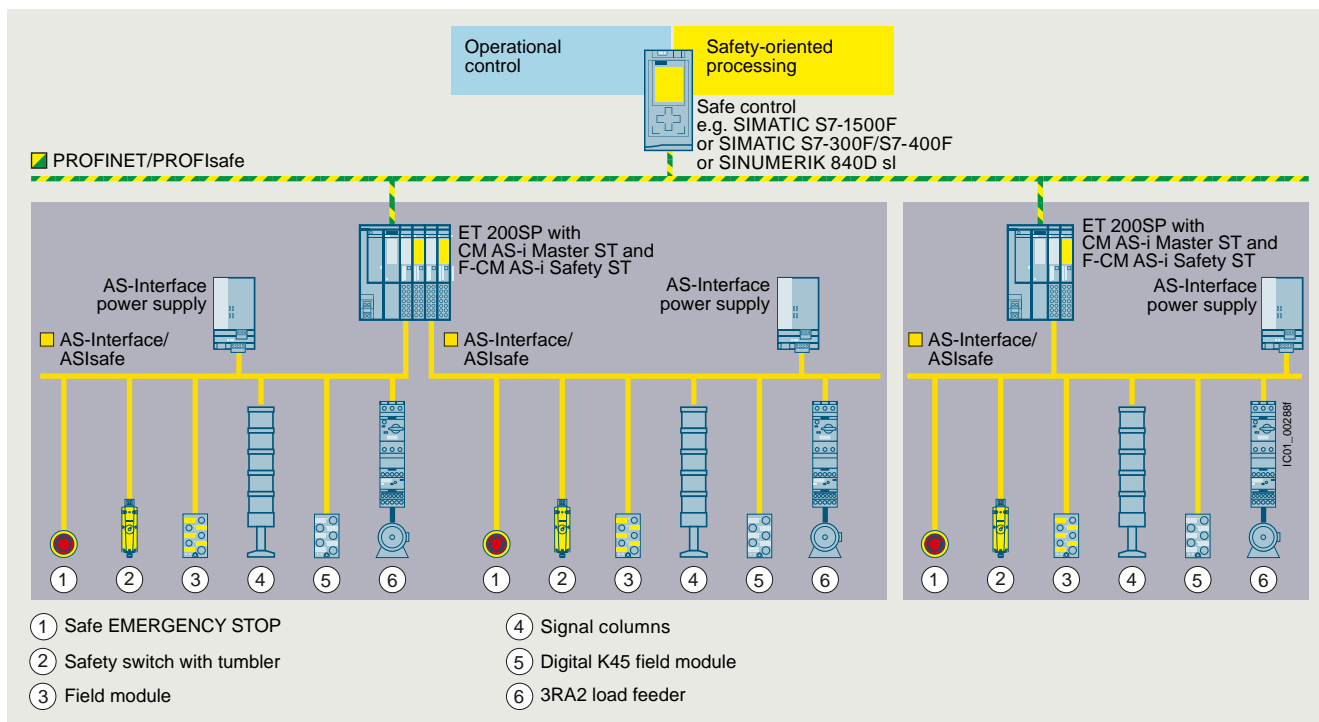 Operational
control
Safety-oriented
processing
Safe control
e.g. SIMATIC S7-1500F
or SIMATIC S7-300F/S7-400F
or SINUMERIK 840D sl
PROFINET/PROFIsafe
ET 200SP with
CM AS-i Master ST and
F-CM AS-i Safety ST
AS-Interface
power supply
AS-Interface
power supply
AS-Interface/
ASIsafe
AS-Interface/
ASIsafe
ET 200SP with
CM AS-i Master ST and
F-CM AS-i Safety ST
AS-Interface
power supply
AS-Interface/
ASIsafe
IC01_00288f
1 2 3 4 5 6
1 2 3 4 5 6
1 2 3 4 5 6
1 Safe EMERGENCY STOP
2 Safety switch with tumbler
3 Field module
4 Signal columns
5 Digital K45 field module
6 3RA2 load feeder